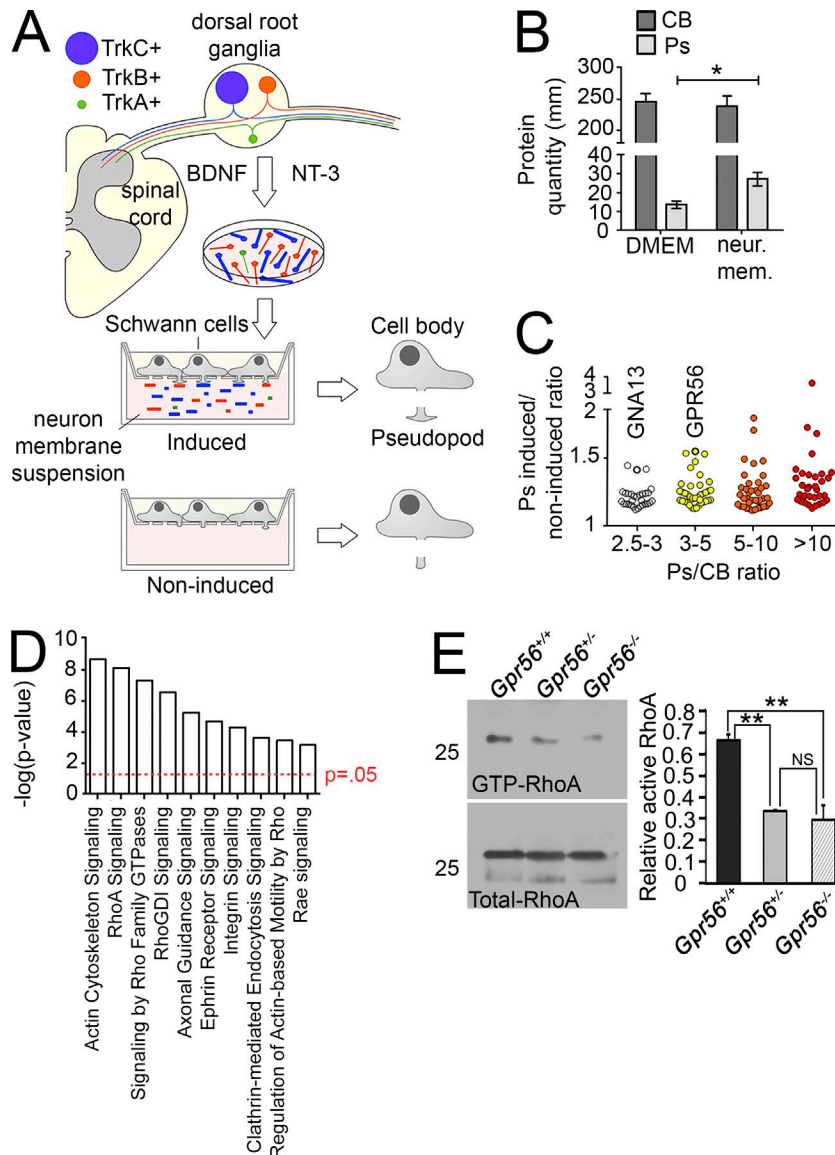 A
TrkC+
TrkB+
TrkA+
dorsal root
ganglia
BDNF
NT-3
spinal
cord
Schwann cells
Cell body
neuron
membrane
suspension
Induced
Pseudopod
Non-induced
B
CB
Ps
*
Protein
quantity (mm)
300
250
200
40
30
20
10
0
DMEM
neur.
mem.
C
Ps induced/
non-induced ratio
4
3
2
1.5
1
GNA13
GPR56
2.5-3
3-5
5-10
>10
Ps/CB ratio
D
-log(p-value)
10
8
6
4
2
0
p=.05
Actin Cytoskeleton Signaling
RhoA Signaling
Signaling by Rho Family GTPases
RhoGDI Signaling
Axonal Guidance Signaling
Ephrin Receptor Signaling
Integrin Signaling
Clathrin-mediated Endocytosis Signaling
Regulation of Actin-based Motility by Rho
Rae signaling
E
Gpr56+/+
Gpr56+/-
Gpr56-/-
25
GTP-RhoA
25
Total-RhoA
Relative active RhoA
0.8
0.7
0.6
0.5
0.4
0.3
0.2
0.1
0
**
**
NS
Gpr56+/+
Gpr56+/-
Gpr56-/-